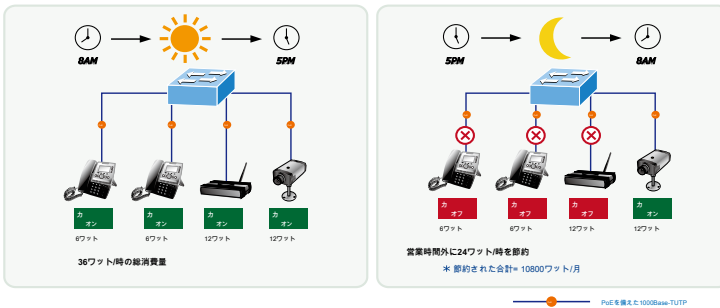 8AM
5PM
カ
オン
カ
オン
カ
オン
カ
オン
6ワット
6ワット
12ワット
12ワット
36ワット/時の総消費量
5PM
8AM
カ
オフ
カ
オフ
カ
オフ
カ
オン
6ワット
6ワット
12ワット
12ワット
営業時間外に24ワット/時を節約
* 節約された合計= 10800ワット/月
PoEを備えた1000Base-TUTP